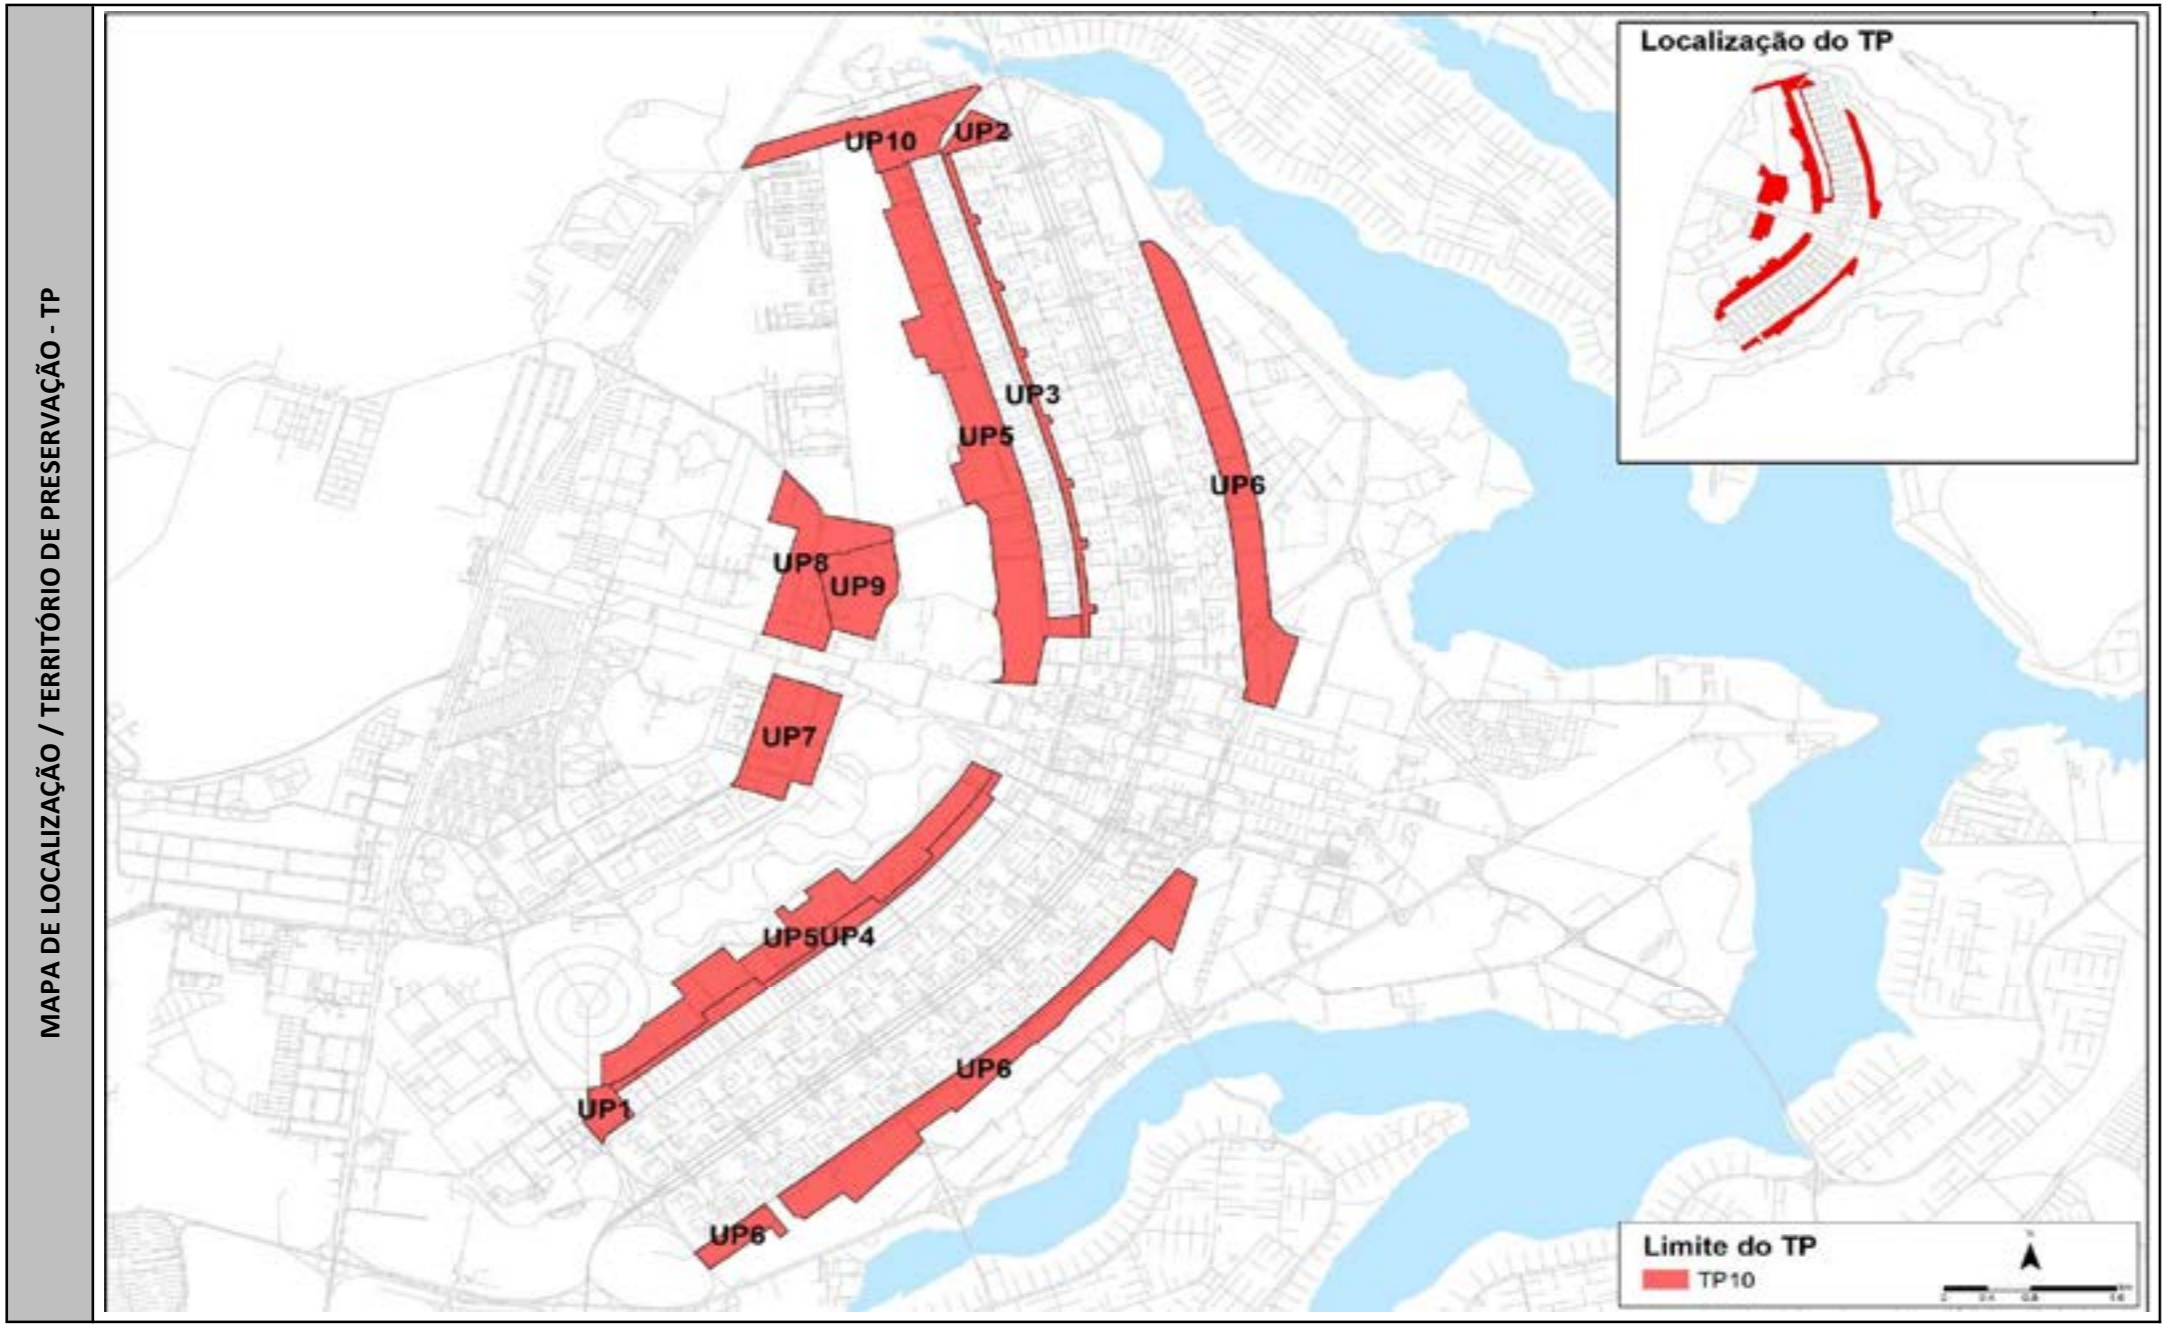 MAPA DE LOCALIZAÇÃO / TERRITÓRIO DE PRESERVAÇÃO - TP
Localização do TP
UP10
UP2
UP3
UP5
UP6
UP8
UP9
UP7
UP5UP4
UP6
UP1
UP6
Limite do TP
TP10